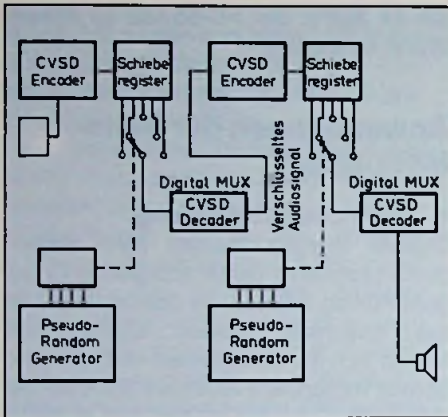 CVSD
Encoder
Schiebe
register
CVSD
Encoder
Schiebe
register
Digital MUX
CVSD
Decoder
Verschlusseltes
Audiosignal
Digital MUX
CVSD
Decoder
Pseudo-
Random
Generator
Pseudo-
Random
Generator